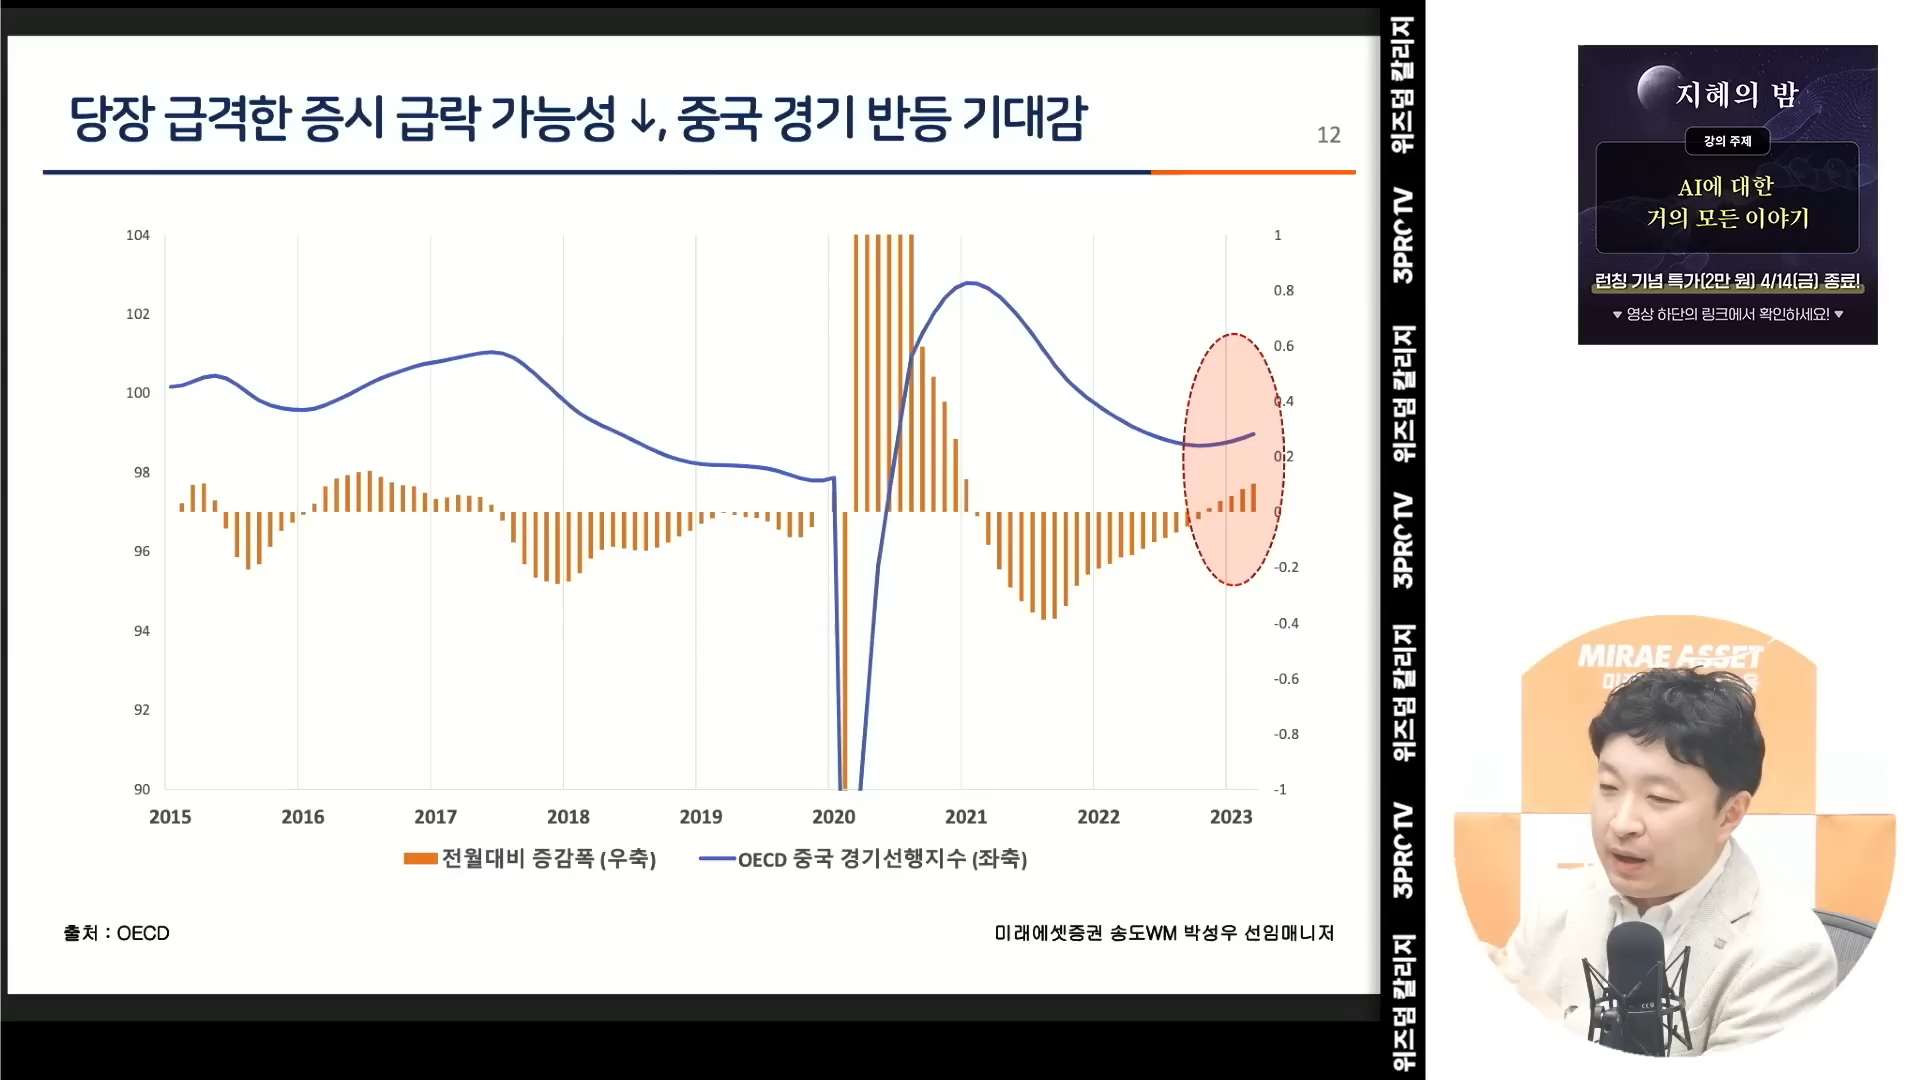 당장 급격한 증시 급락 가능성↓, 중국 경기 반등 기대감
12
104
102
100
98
96
94
92
90
1
0.8
0.6
0.4
0.2
0
-0.2
-0.4
-0.6
-0.8
-1
2015 2016 2017 2018 2019 2020 2021 2022 2023
전월대비 증감폭 (우축) OECD 중국 경기선행지수 (좌축)
출처 : OECD
미래에셋증권 송도WM 박성우 선임매니저
위즈덤 칼리지
3PROTV
위즈덤 칼리지
3PROTV
위즈덤 칼리지
3PROTV
위즈덤 칼리지
지혜의 밤
강의 주제
AI에 대한
거의 모든 이야기
런칭 기념 특가(2만 원) 4/14(금) 종료!
▼ 영상 하단의 링크에서 확인하세요! ▼
MIRAE ASSET